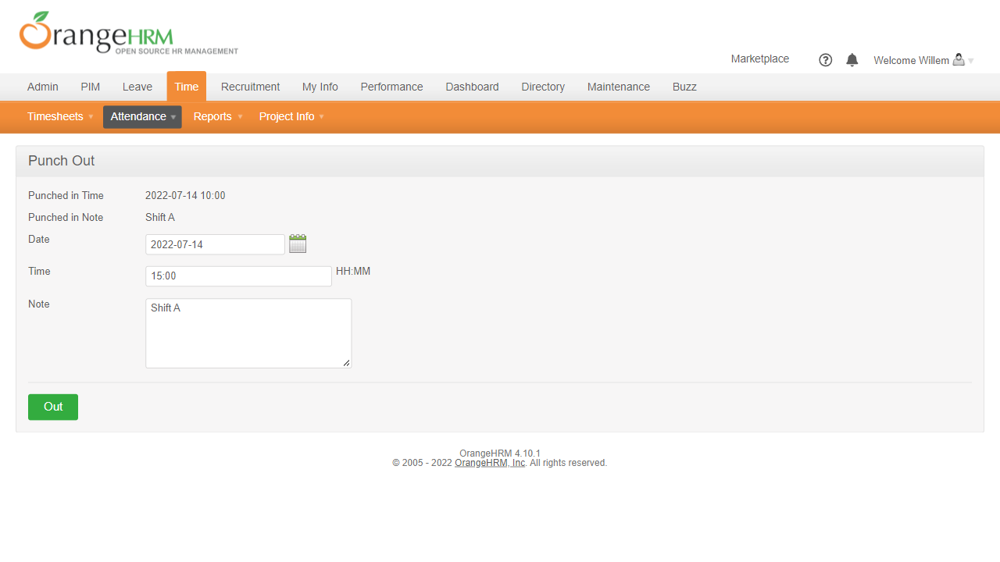 OrangeHRM
OPEN SOURCE HR MANAGEMENT
Marketplace
Welcome Willem
Admin PIM Leave Time Recruitment My Info Performance Dashboard Directory Maintenance Buzz
Timesheets Attendance Reports Project Info
Punch Out
Punched in Time 2022-07-14 10:00
Punched in Note Shift A
Date 2022-07-14
Time 15:00 HH:MM
Note Shift A
Out
OrangeHRM 4.10.1
© 2005 - 2022 OrangeHRM, Inc. All rights reserved.